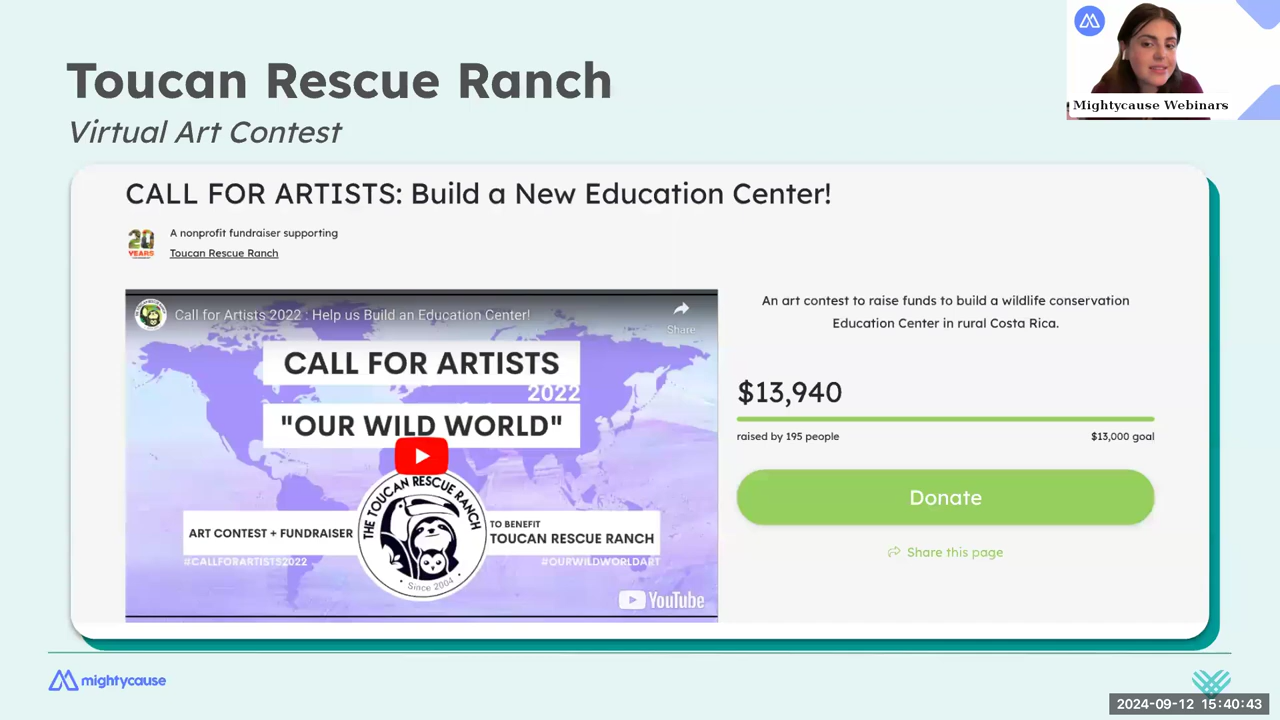 Toucan Rescue Ranch
Virtual Art Contest
Mightycause Webinars
CALL FOR ARTISTS: Build a New Education Center!
20
YEARS
A nonprofit fundraiser supporting
Toucan Rescue Ranch
Call for Artists 2022 : Help us Build an Education Center!
Share
CALL FOR ARTISTS
2022
"OUR WILD WORLD"
ART CONTEST + FUNDRAISER
THE TOUCAN RESCUE RANCH
• Since 2004 •
TO BENEFIT
TOUCAN RESCUE RANCH
#CALLFORARTISTS2022
#OURWILDWORLDART
YouTube
An art contest to raise funds to build a wildlife conservation
Education Center in rural Costa Rica.
$13,940
raised by 195 people
$13,000 goal
Donate
Share this page
mightycause
2024-09-12 15:40:43